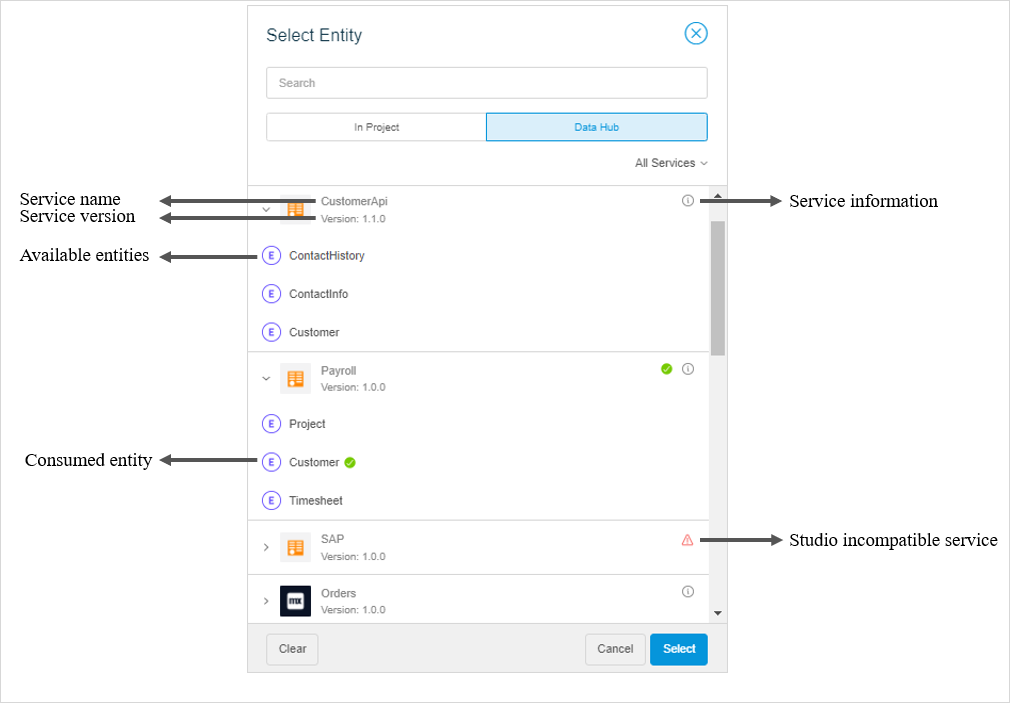 Select Entity
Search
In Project
Data Hub
All Services
Service name
CustomerApi
Service information
Service version
Version: 1.1.0
Available entities
E ContactHistory
E ContactInfo
E Customer
Payroll
Version: 1.0.0
E Project
Consumed entity
E Customer
E Timesheet
SAP
Version: 1.0.0
Studio incompatible service
Orders
mx
Version: 1.0.0
Clear
Cancel
Select